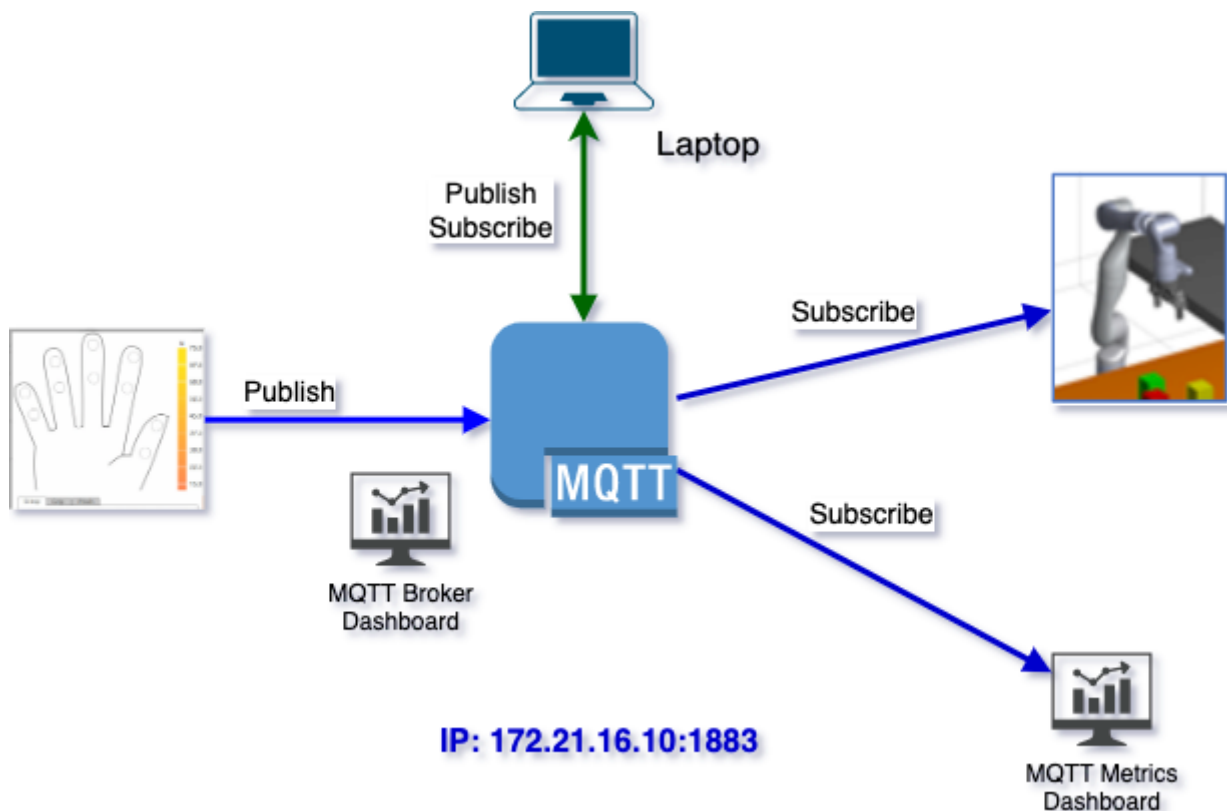 Laptop
Publish
Subscribe
Subscribe
Publish
MQTT
Subscribe
MQTT Broker
Dashboard
IP: 172.21.16.10:1883
MQTT Metrics
Dashboard